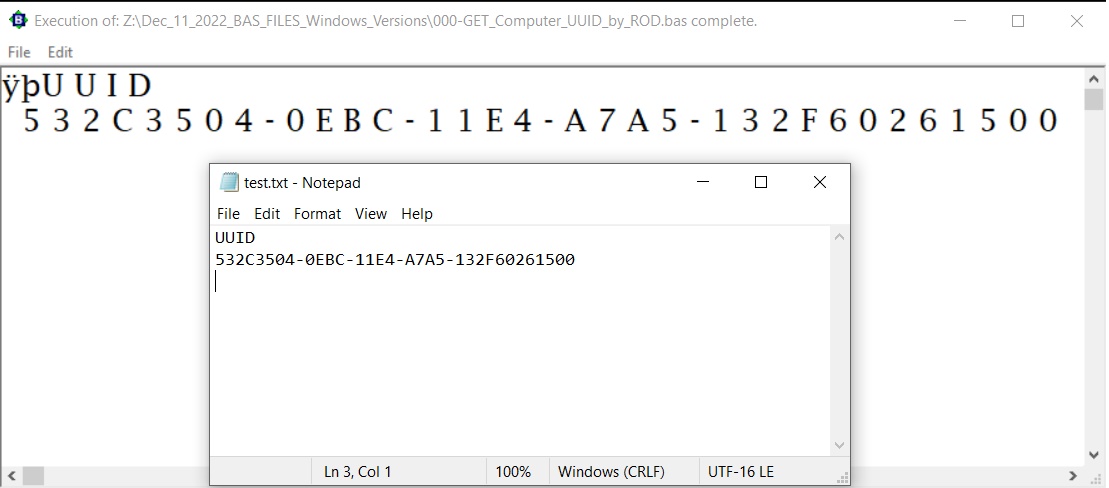 Execution of: Z:\Dec_11_2022_BAS_FILES_Windows_Versions\000-GET_Computer_UUID_by_ROD.bas complete.
File Edit
ÿþU U I D
5 3 2 C 3 5 0 4 - 0 E B C - 1 1 E 4 - A 7 A 5 - 1 3 2 F 6 0 2 6 1 5 0 0
test.txt - Notepad
File Edit Format View Help
UUID
532C3504-0EBC-11E4-A7A5-132F60261500
Ln 3, Col 1 100% Windows (CRLF) UTF-16 LE